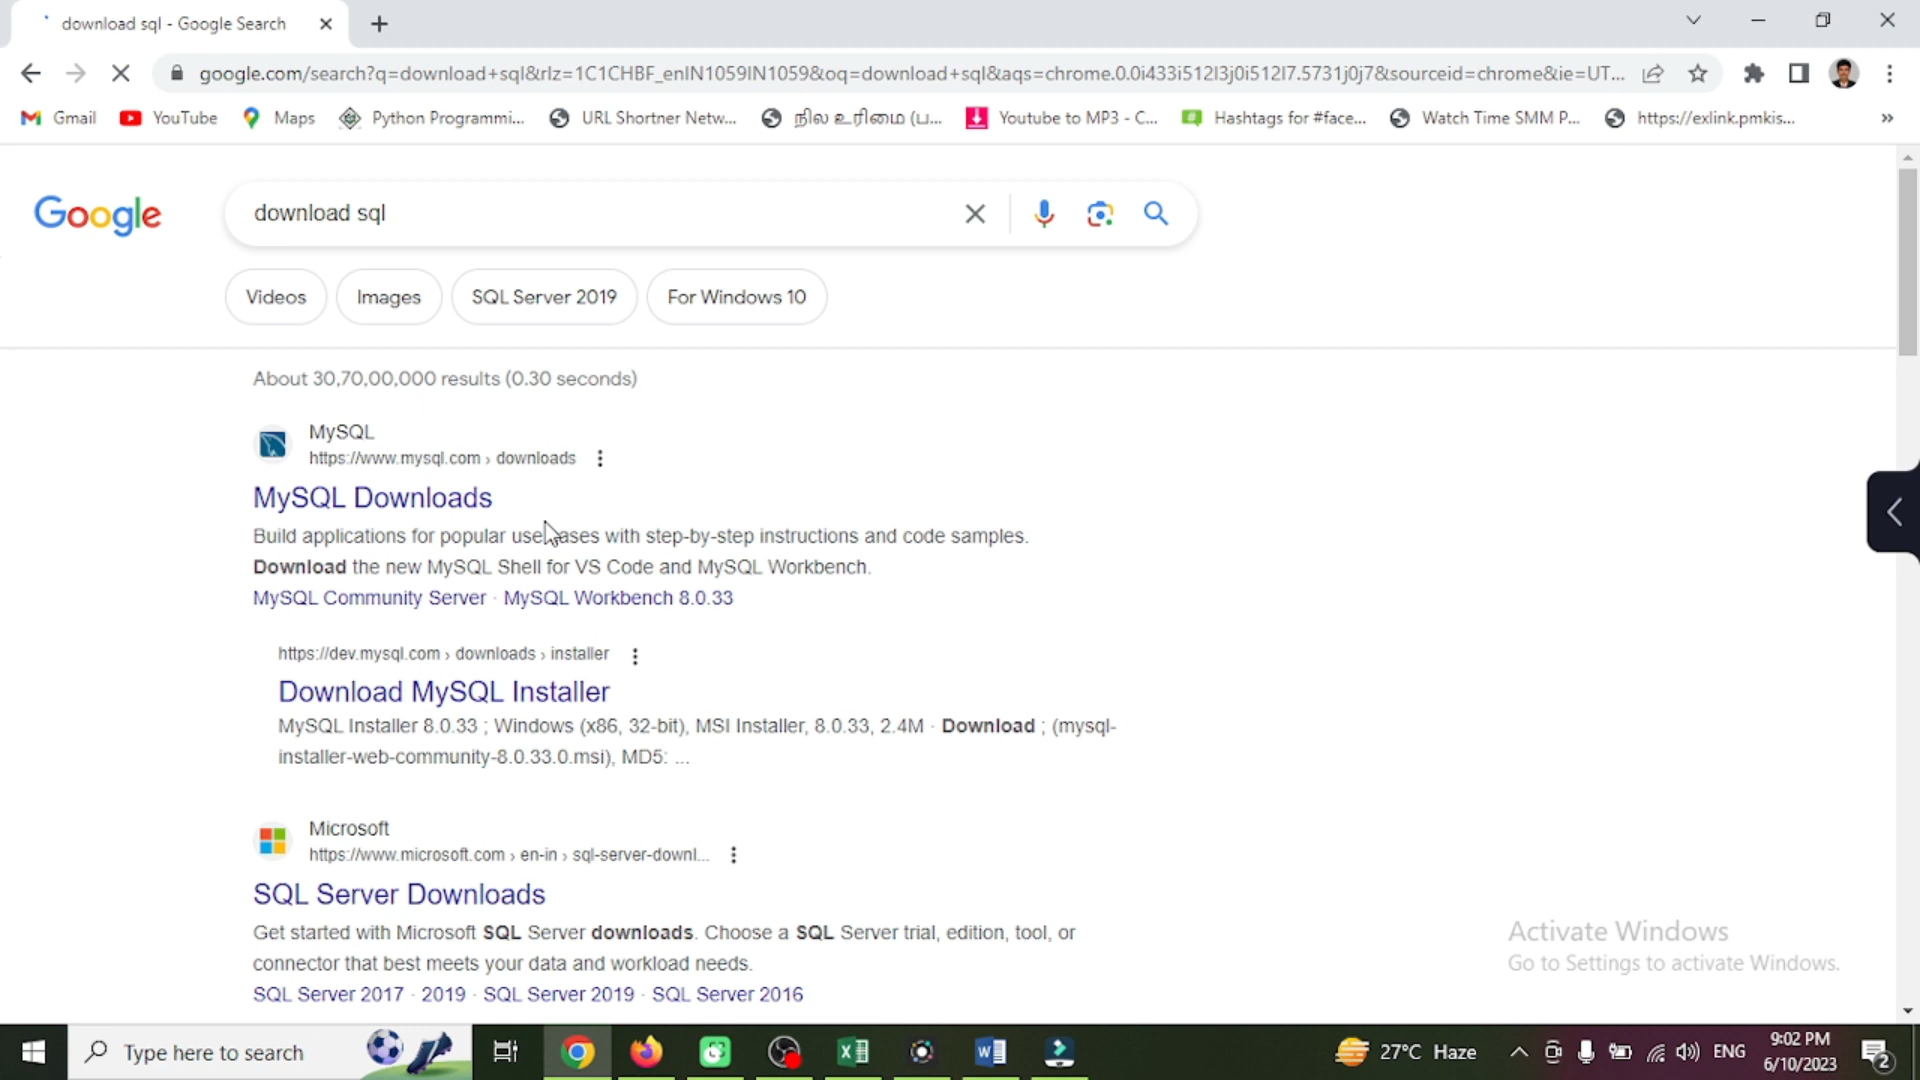 download sql - Google Search
google.com/search?q=download+sql&rlz=1C1CHBF_enIN1059IN1059&oq=download+sql&aqs=chrome.0.0i433i512l3j0i512l7.5731j0j7&sourceid=chrome&ie=UT...
Gmail YouTube Maps Python Programmi... URL Shortner Netw... நில உரிமை (ப... Youtube to MP3 - C... Hashtags for #face... Watch Time SMM P... https://exlink.pmkis... »
Google
download sql
Videos Images SQL Server 2019 For Windows 10
About 30,70,00,000 results (0.30 seconds)
MySQL
https://www.mysql.com › downloads
MySQL Downloads
Build applications for popular use cases with step-by-step instructions and code samples.
Download the new MySQL Shell for VS Code and MySQL Workbench.
MySQL Community Server · MySQL Workbench 8.0.33
https://dev.mysql.com › downloads › installer
Download MySQL Installer
MySQL Installer 8.0.33 ; Windows (x86, 32-bit), MSI Installer, 8.0.33, 2.4M · Download ; (mysql-
installer-web-community-8.0.33.0.msi), MD5: ...
Microsoft
https://www.microsoft.com › en-in › sql-server-downl...
SQL Server Downloads
Get started with Microsoft SQL Server downloads. Choose a SQL Server trial, edition, tool, or
connector that best meets your data and workload needs.
SQL Server 2017 · 2019 · SQL Server 2019 · SQL Server 2016
Activate Windows
Go to Settings to activate Windows.
Type here to search
27°C Haze
ENG
9:02 PM
6/10/2023
2